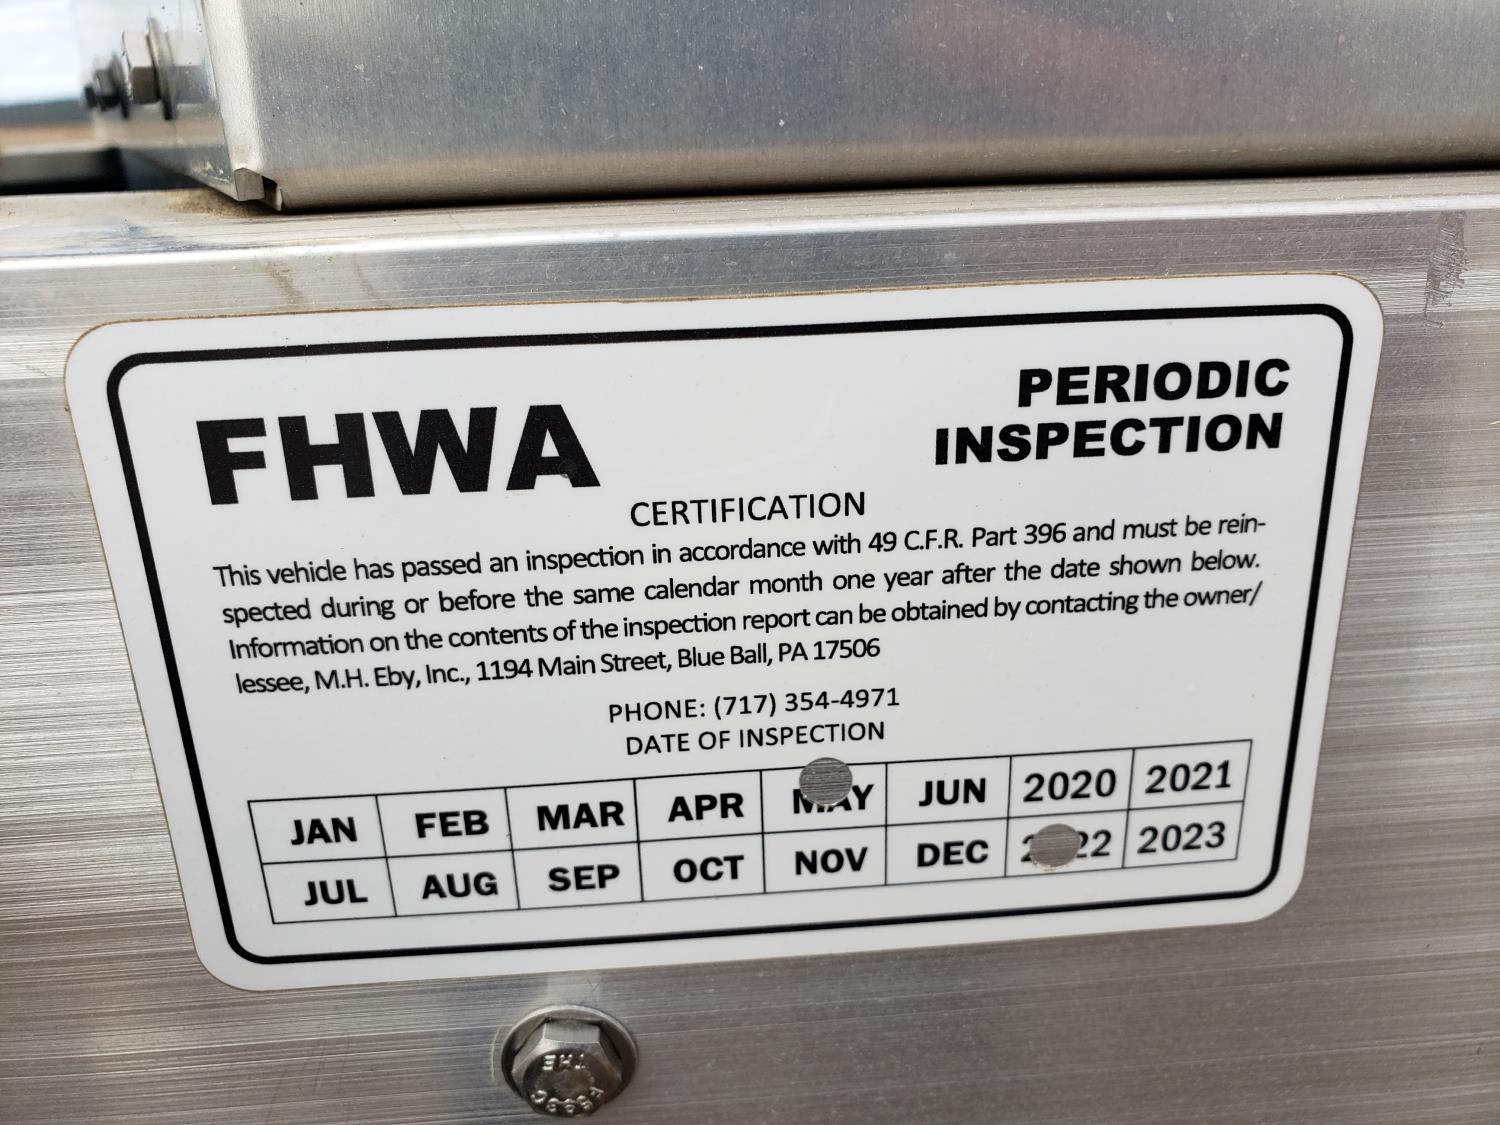 FHWA
PERIODIC
INSPECTION
CERTIFICATION
This vehicle has passed an inspection in accordance with 49 C.F.R. Part 396 and must be rein-
spected during or before the same calendar month one year after the date shown below.
Information on the contents of the inspection report can be obtained by contacting the owner/
lessee, M.H. Eby, Inc., 1194 Main Street, Blue Ball, PA 17506
PHONE: (717) 354-4971
DATE OF INSPECTION
JAN FEB MAR APR MAY JUN 2020 2021
JUL AUG SEP OCT NOV DEC 2022 2023
THE